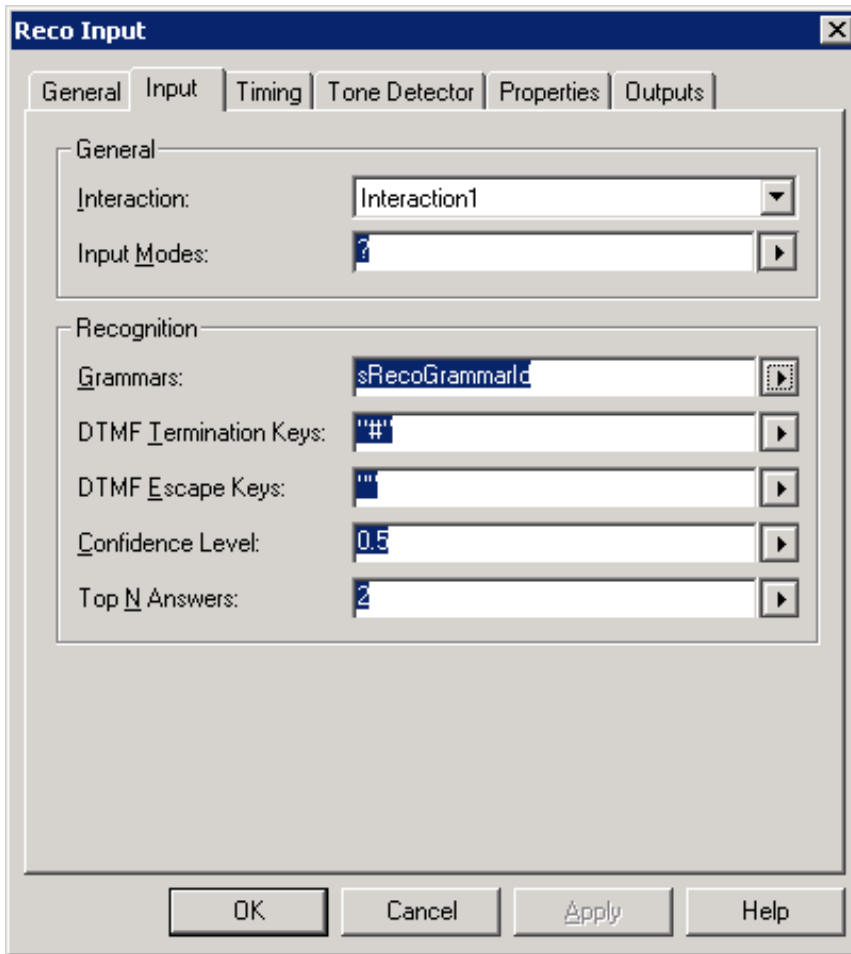 Reco Input
General Input Timing Tone Detector Properties Outputs
General
Interaction: Interaction1
Input Modes: ?
Recognition
Grammars: sRecoGrammarId
DTMF Termination Keys: "#"
DTMF Escape Keys: ""
Confidence Level: 0.5
Top N Answers: 2
OK Cancel Apply Help